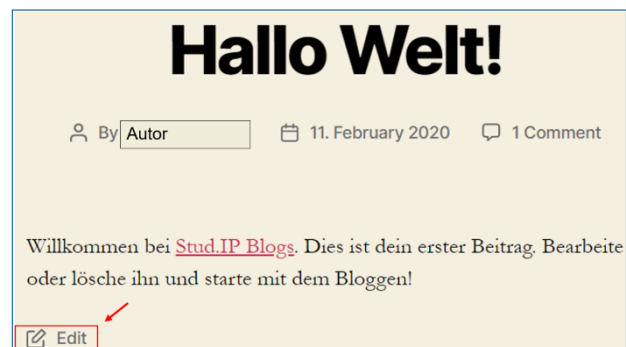 Hallo Welt!
By Autor 11. February 2020 1 Comment
Willkommen bei Stud.IP Blogs. Dies ist dein erster Beitrag. Bearbeite
oder lösche ihn und starte mit dem Bloggen!
Edit